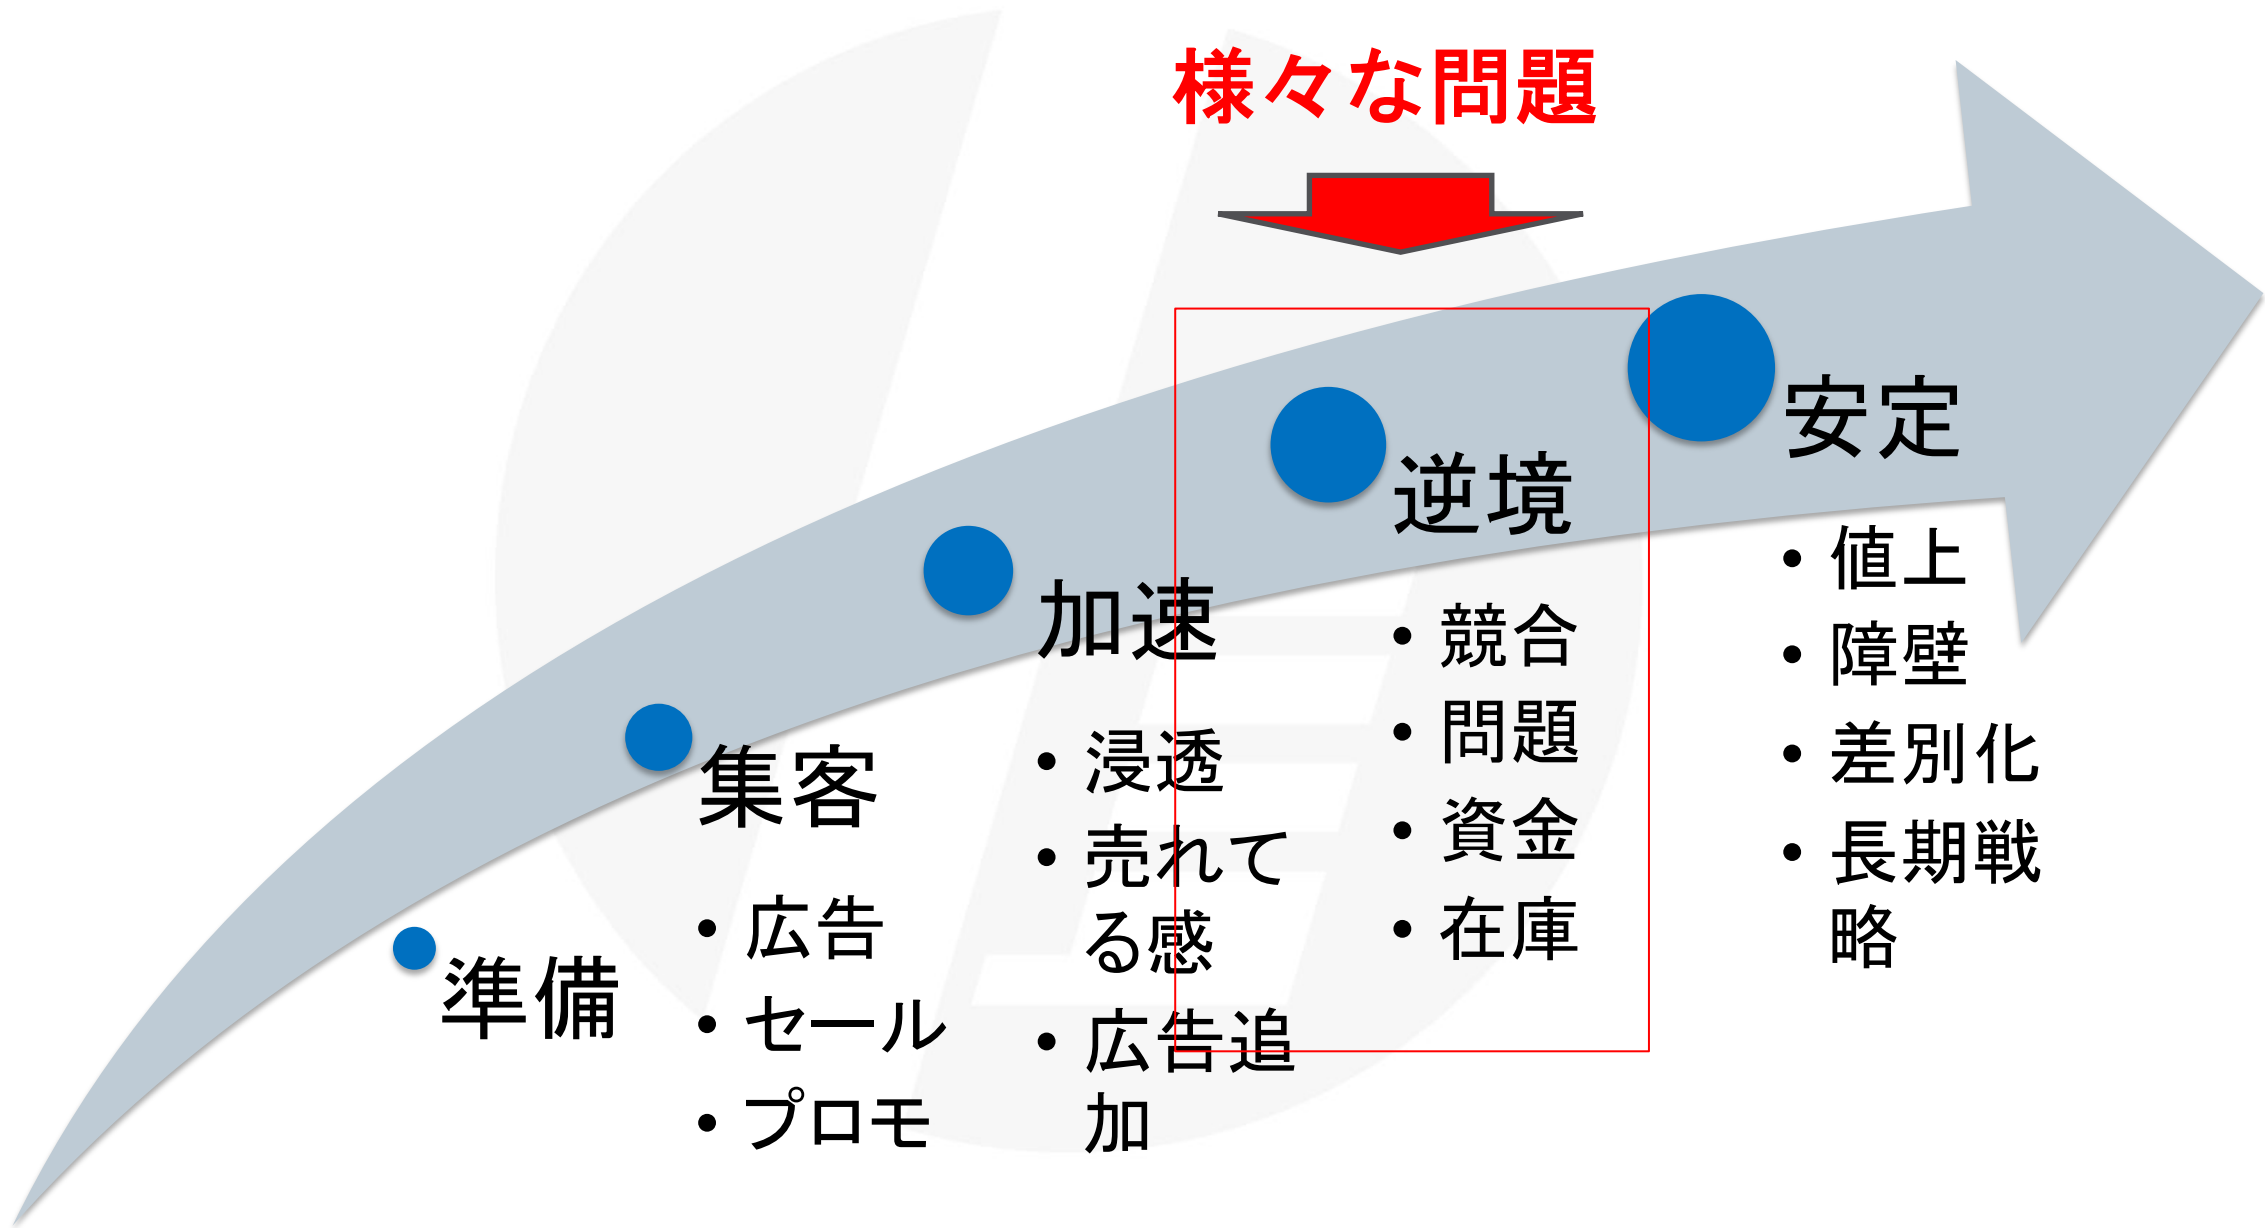 様々な問題
準備
集客
• 広告
• セール
• プロモ
加速
• 浸透
• 売れて
る感
• 広告追
加
逆境
• 競合
• 問題
• 資金
• 在庫
安定
• 値上
• 障壁
• 差別化
• 長期戦
略